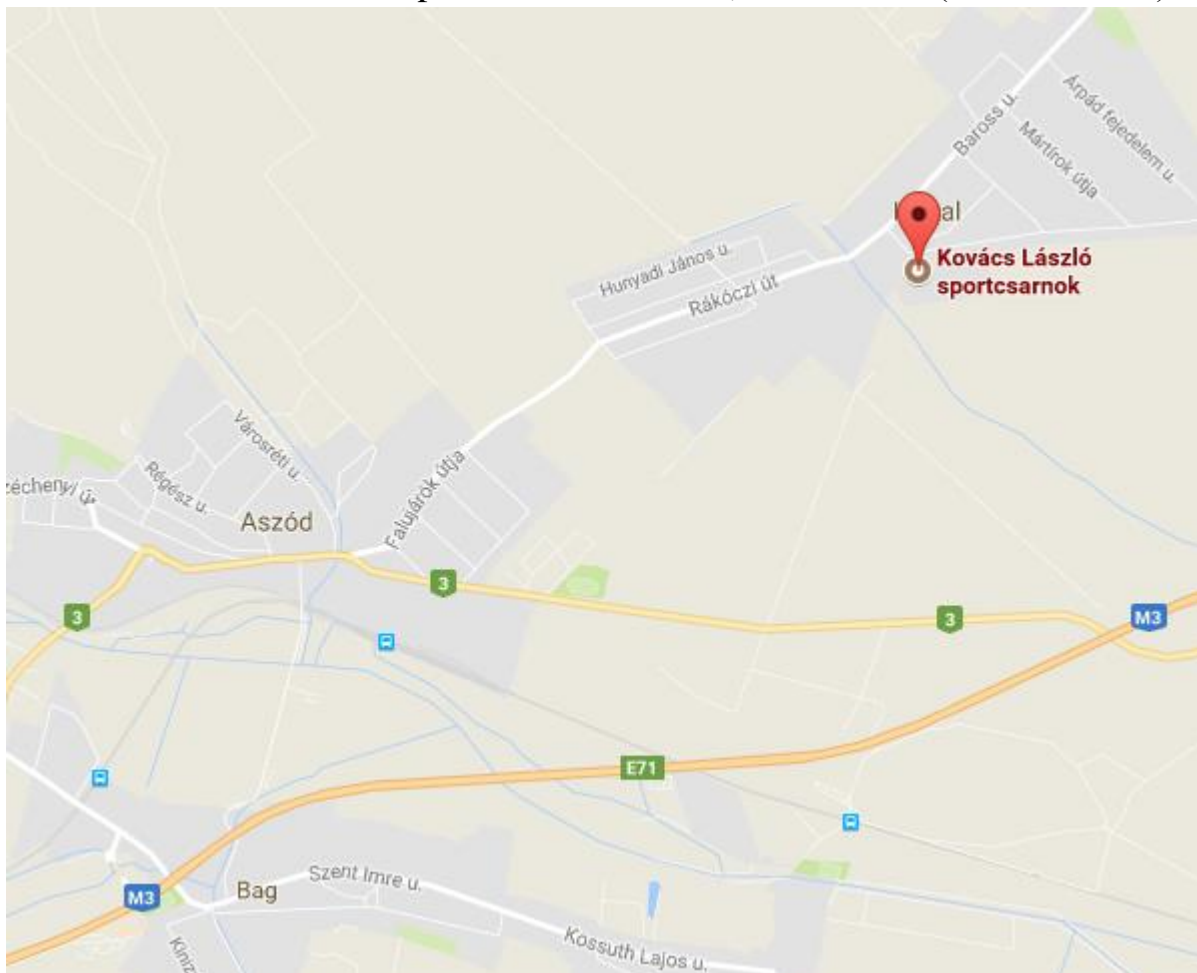 Árpád fejedelem u.
Baross u.
Mártírok útja
Kovács László
sportcsarnok
Hunyadi János u.
Rákóczi út
Városréti u.
Falujárók útja
Régész u.
Aszód
3
3
3
M3
E71
M3
Bag
Szent Imre u.
Kossuth Lajos u.